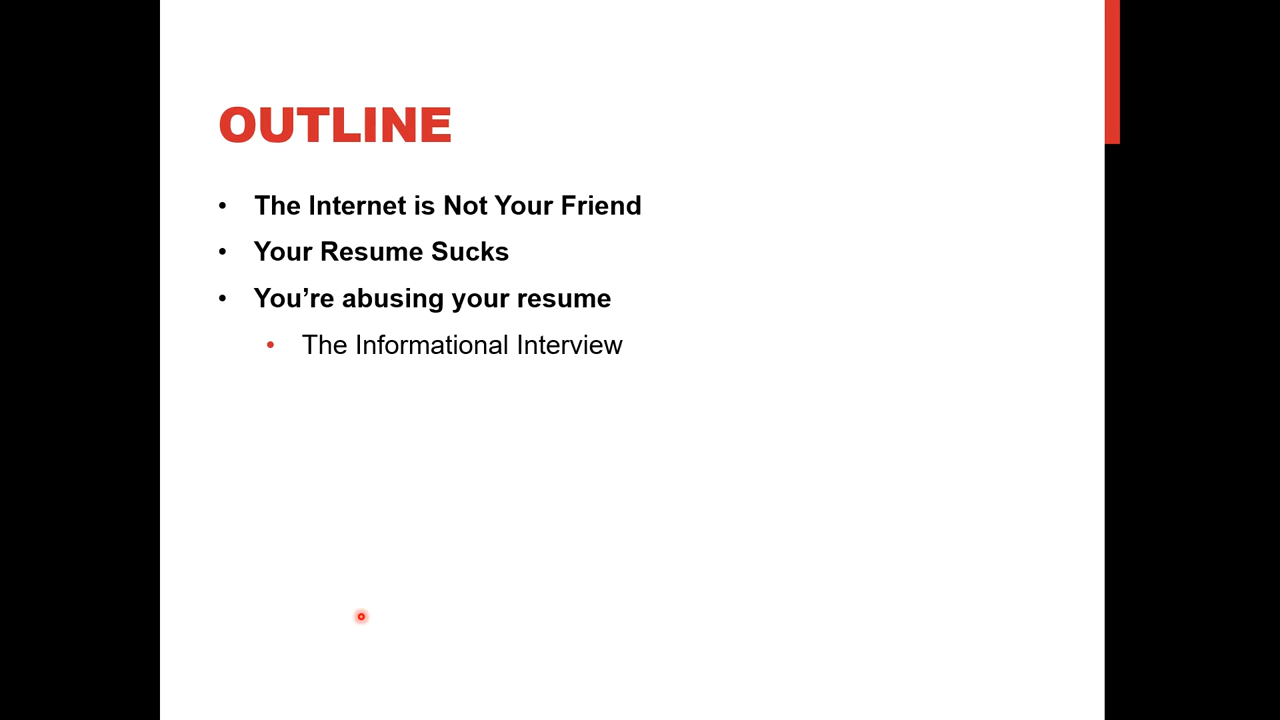 OUTLINE
• The Internet is Not Your Friend
• Your Resume Sucks
• You’re abusing your resume
• The Informational Interview